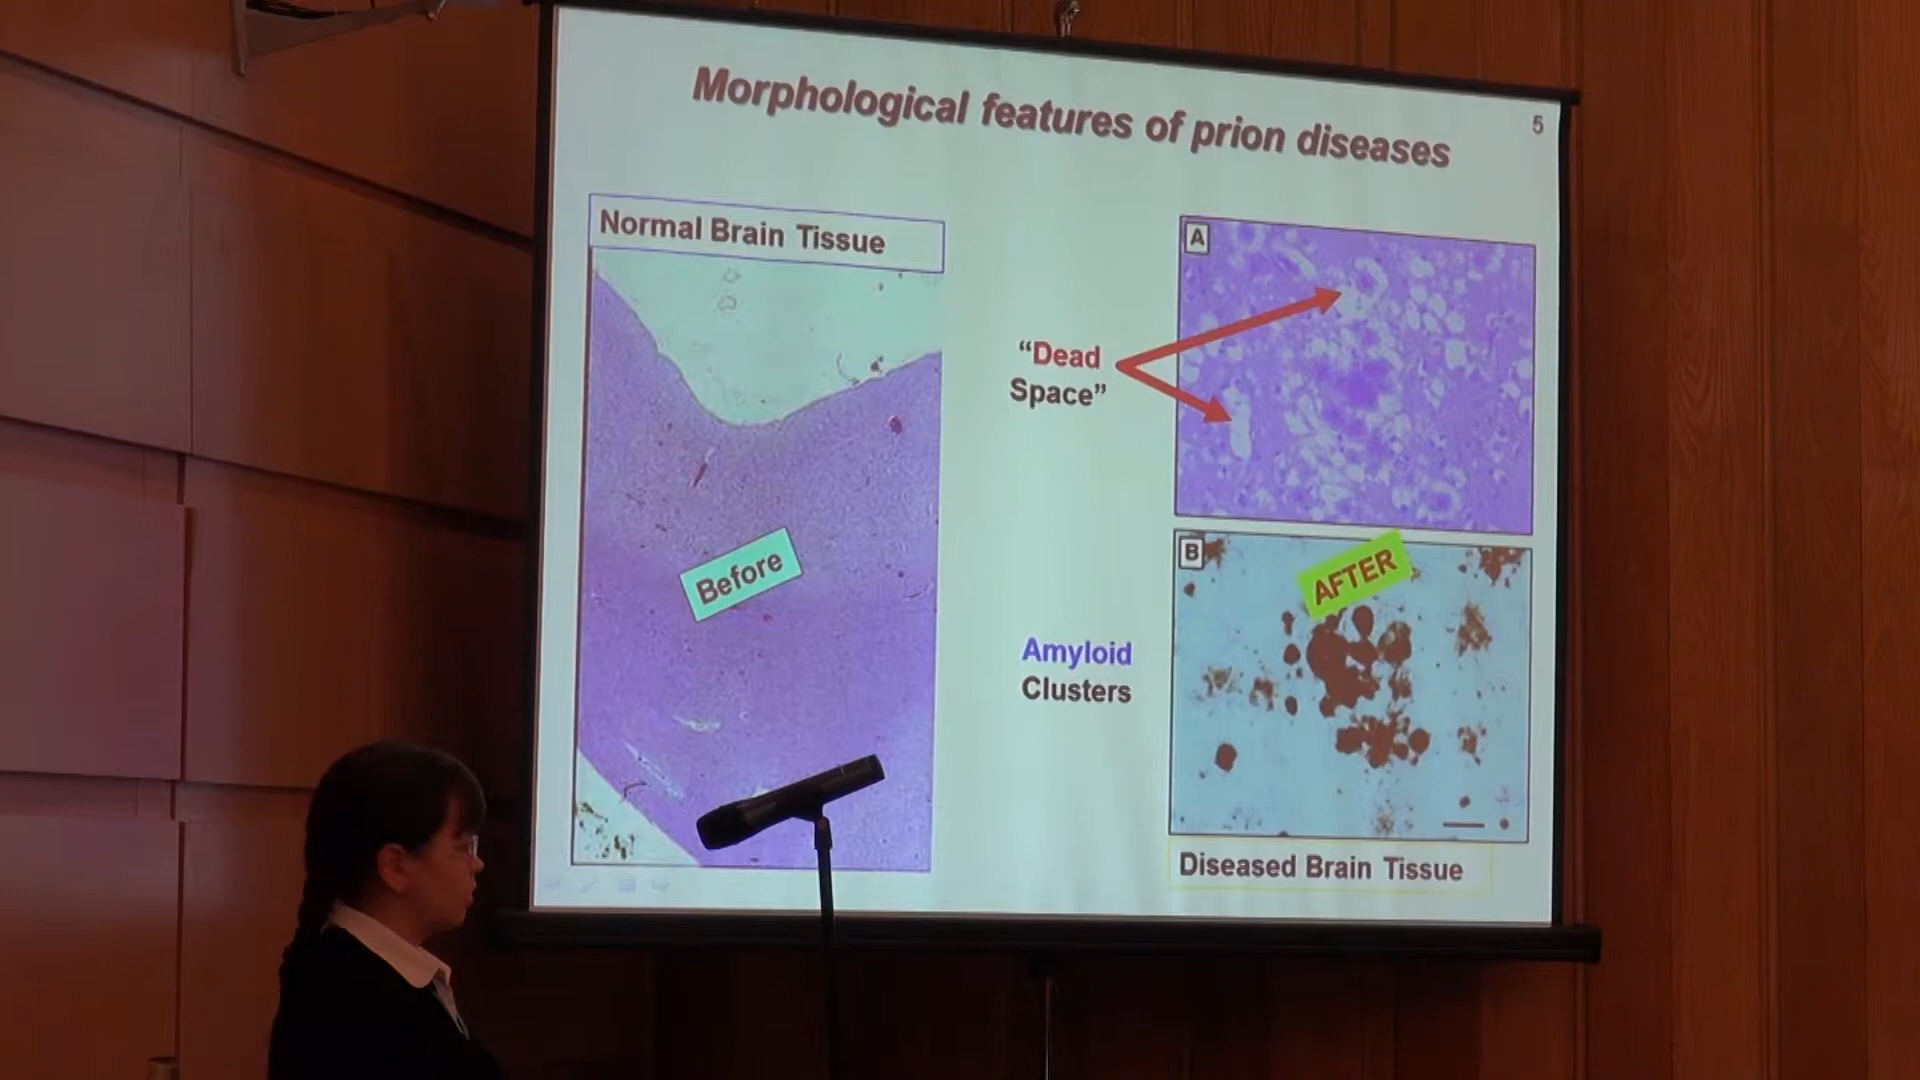 Morphological features of prion diseases
5
Normal Brain Tissue
Before
“Dead
Space”
A
B
AFTER
Amyloid
Clusters
Diseased Brain Tissue